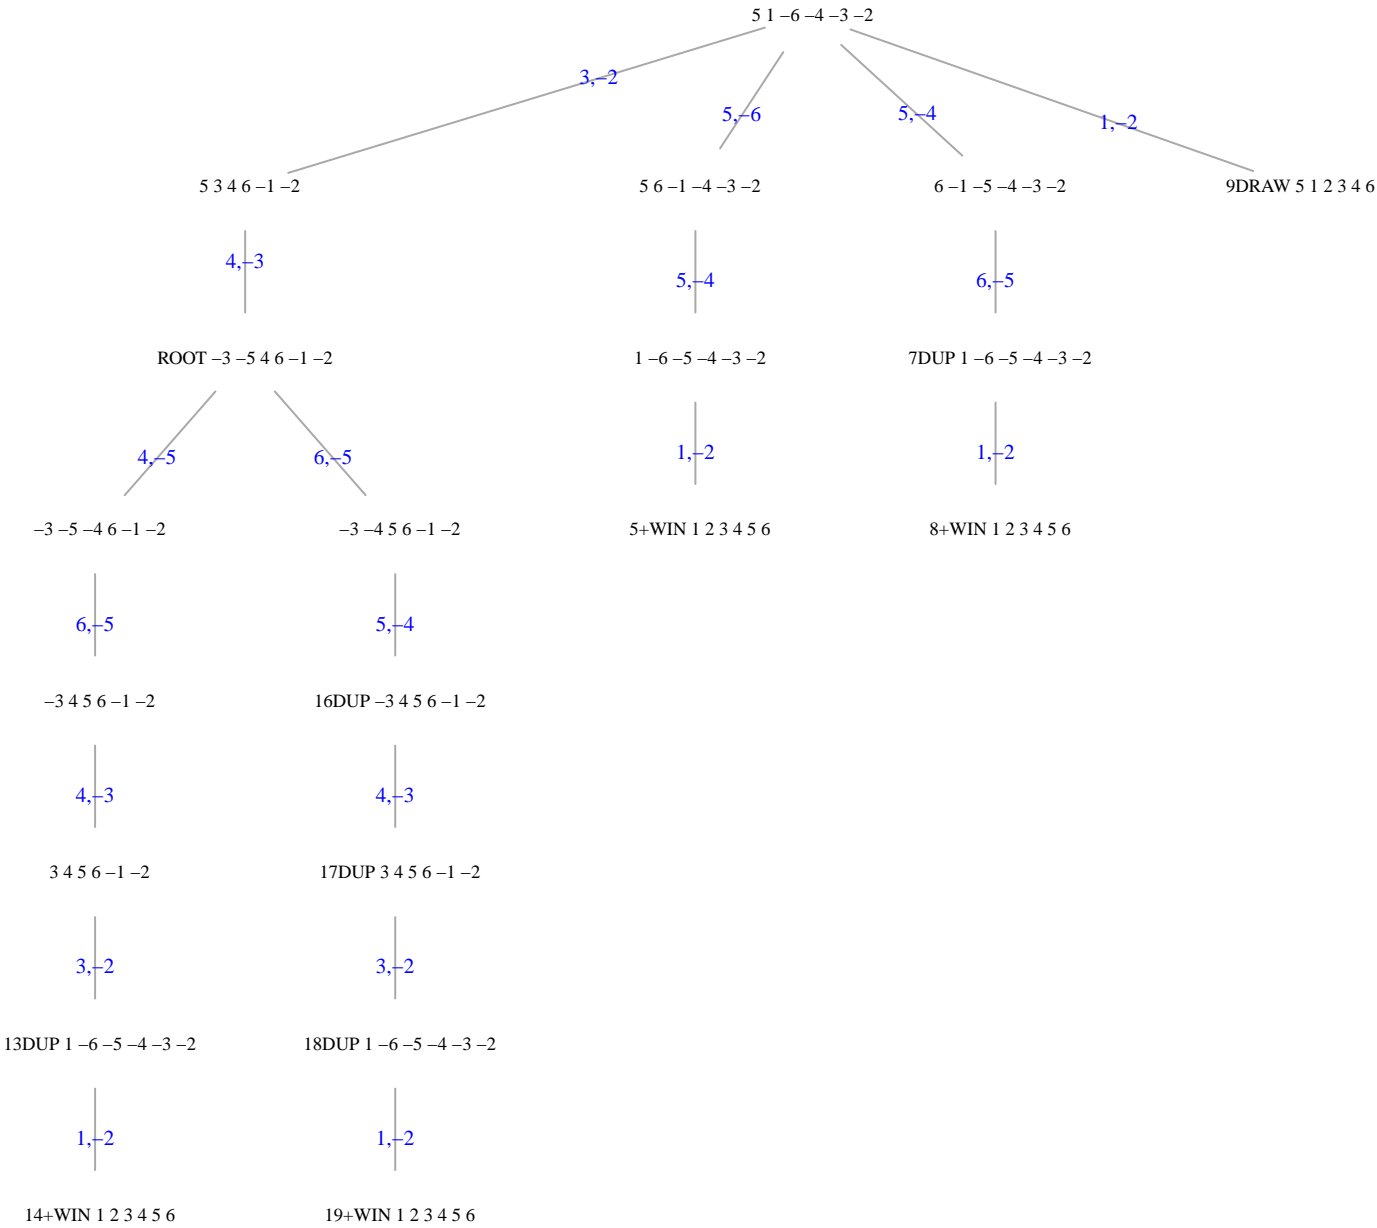 5 1 –6 –4 –3 –2
3,–2
5,–6
5,–4
1,–2
5 3 4 6 –1 –2
5 6 –1 –4 –3 –2
6 –1 –5 –4 –3 –2
9DRAW 5 1 2 3 4 6
4,–3
5,–4
6,–5
ROOT –3 –5 4 6 –1 –2
1 –6 –5 –4 –3 –2
7DUP 1 –6 –5 –4 –3 –2
4,–5
6,–5
1,–2
1,–2
–3 –5 –4 6 –1 –2
–3 –4 5 6 –1 –2
5+WIN 1 2 3 4 5 6
8+WIN 1 2 3 4 5 6
6,–5
5,–4
–3 4 5 6 –1 –2
16DUP –3 4 5 6 –1 –2
4,–3
4,–3
3 4 5 6 –1 –2
17DUP 3 4 5 6 –1 –2
3,–2
3,–2
13DUP 1 –6 –5 –4 –3 –2
18DUP 1 –6 –5 –4 –3 –2
1,–2
1,–2
14+WIN 1 2 3 4 5 6
19+WIN 1 2 3 4 5 6